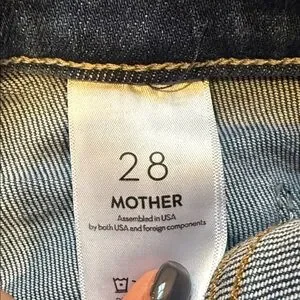 28
MOTHER
Assembled in USA
by both USA and foreign components